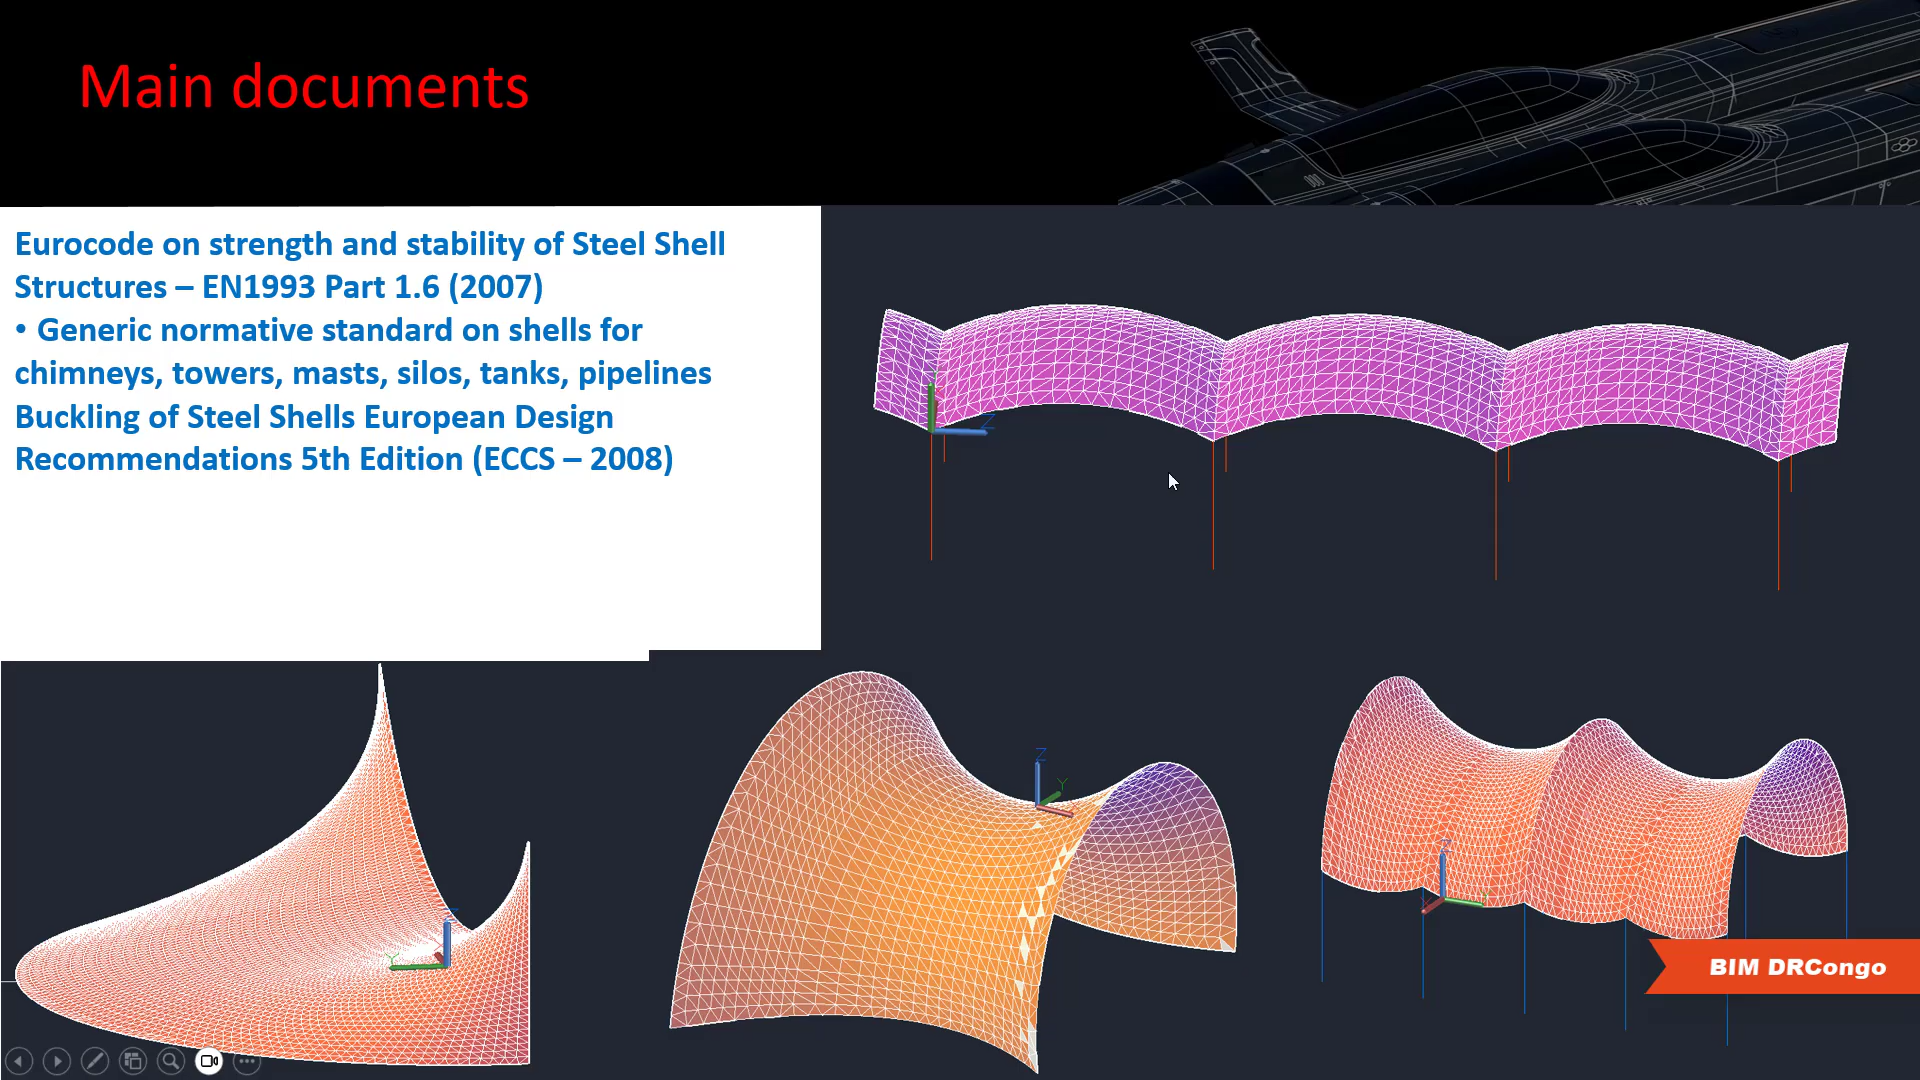 Main documents
Eurocode on strength and stability of Steel Shell
Structures – EN1993 Part 1.6 (2007)
• Generic normative standard on shells for
chimneys, towers, masts, silos, tanks, pipelines
Buckling of Steel Shells European Design
Recommendations 5th Edition (ECCS – 2008)
Z
Z
Y
Z
Y
Z
Y
BIM DRCongo